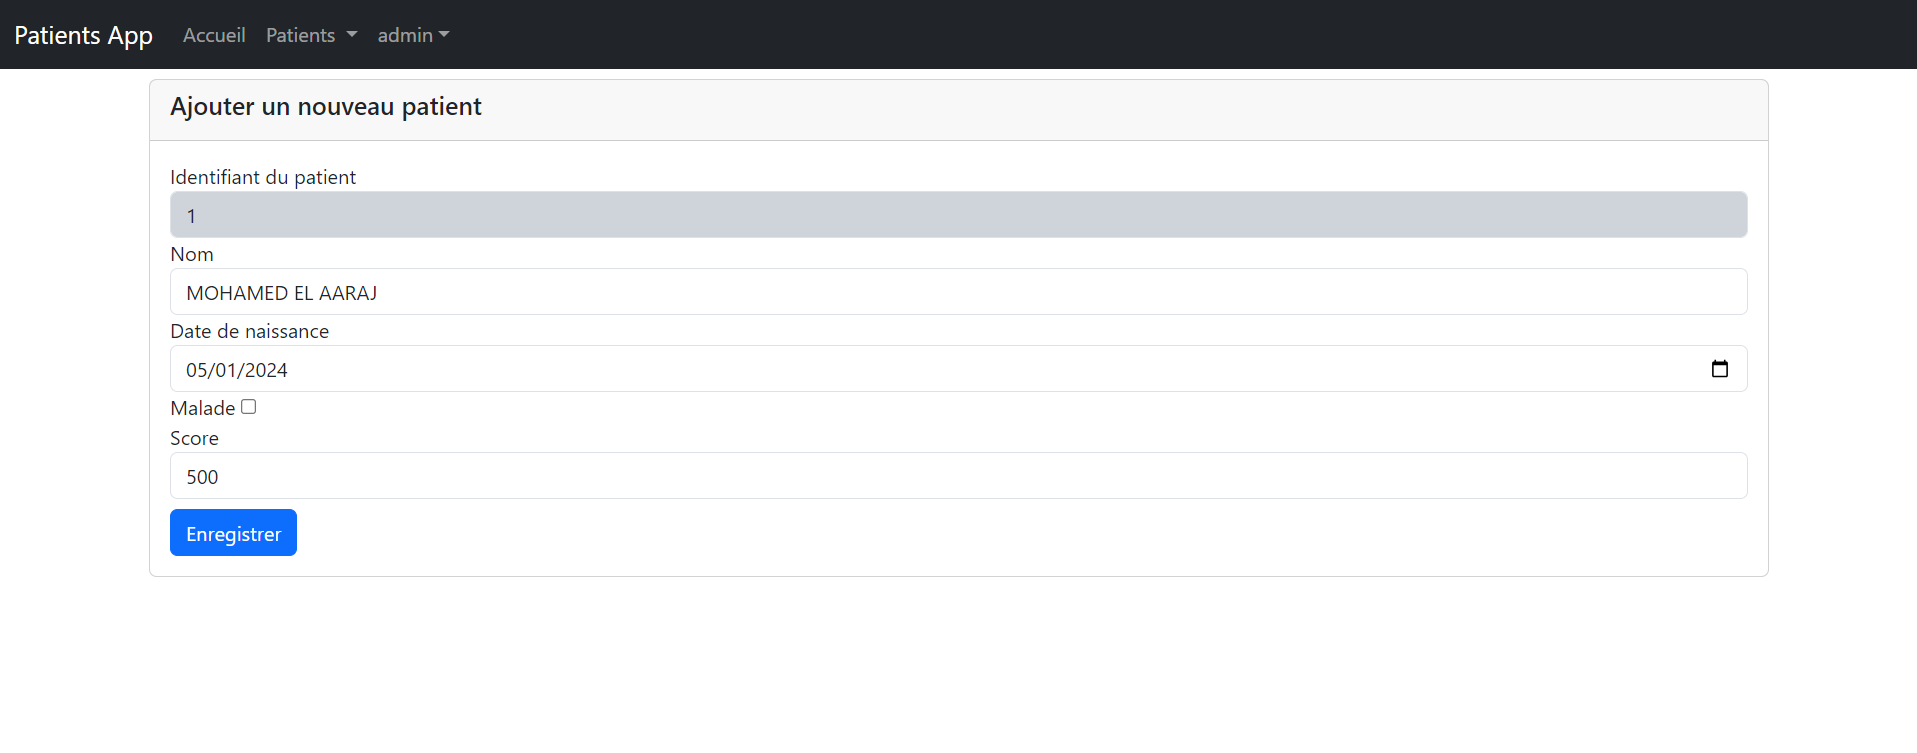 Patients App Accueil Patients admin
Ajouter un nouveau patient
Identifiant du patient
1
Nom
MOHAMED EL AARAJ
Date de naissance
05/01/2024
Malade
Score
500
Enregistrer